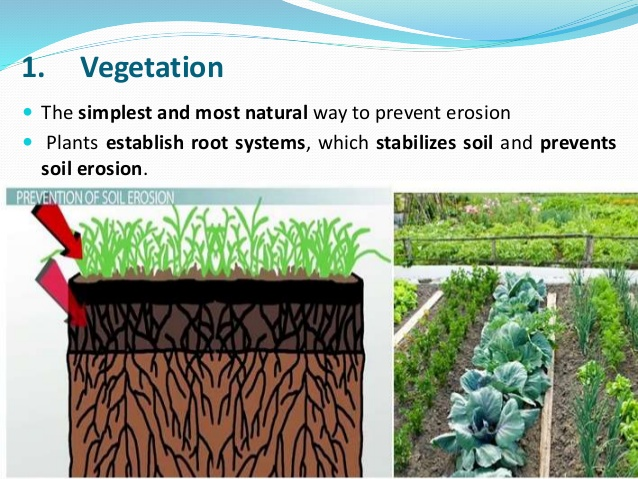 1. Vegetation
The simplest and most natural way to prevent erosion
Plants establish root systems, which stabilizes soil and prevents
soil erosion.
PREVENTION OF SOIL EROSION